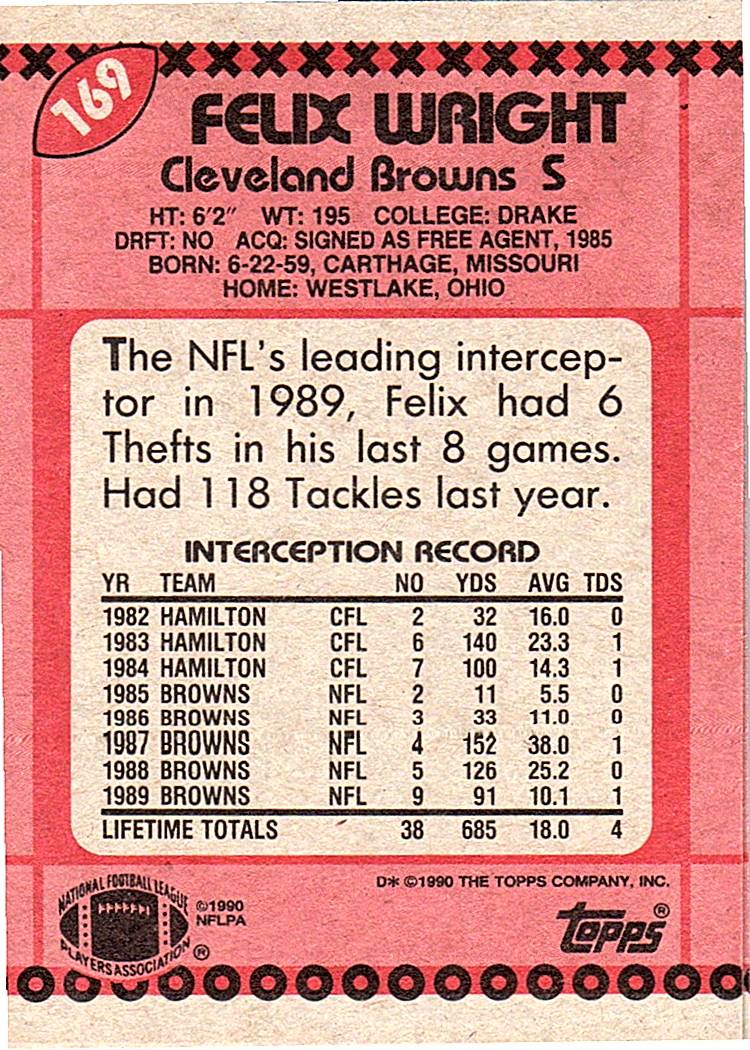 169
FELIX WRIGHT
Cleveland Browns S
HT: 6'2" WT: 195 COLLEGE: DRAKE
DRFT: NO ACQ: SIGNED AS FREE AGENT, 1985
BORN: 6-22-59, CARTHAGE, MISSOURI
HOME: WESTLAKE, OHIO
The NFL's leading intercep-
tor in 1989, Felix had 6
Thefts in his last 8 games.
Had 118 Tackles last year.
INTERCEPTION RECORD
YR TEAM NO YDS AVG TDS
1982 HAMILTON CFL 2 32 16.0 0
1983 HAMILTON CFL 6 140 23.3 1
1984 HAMILTON CFL 7 100 14.3 1
1985 BROWNS NFL 2 11 5.5 0
1986 BROWNS NFL 3 33 11.0 0
1987 BROWNS NFL 4 152 38.0 1
1988 BROWNS NFL 5 126 25.2 0
1989 BROWNS NFL 9 91 10.1 1
LIFETIME TOTALS 38 685 18.0 4
D* ©1990 THE TOPPS COMPANY, INC.
NATIONAL FOOTBALL LEAGUE
PLAYERS ASSOCIATION ®
©1990
NFLPA
topps ®